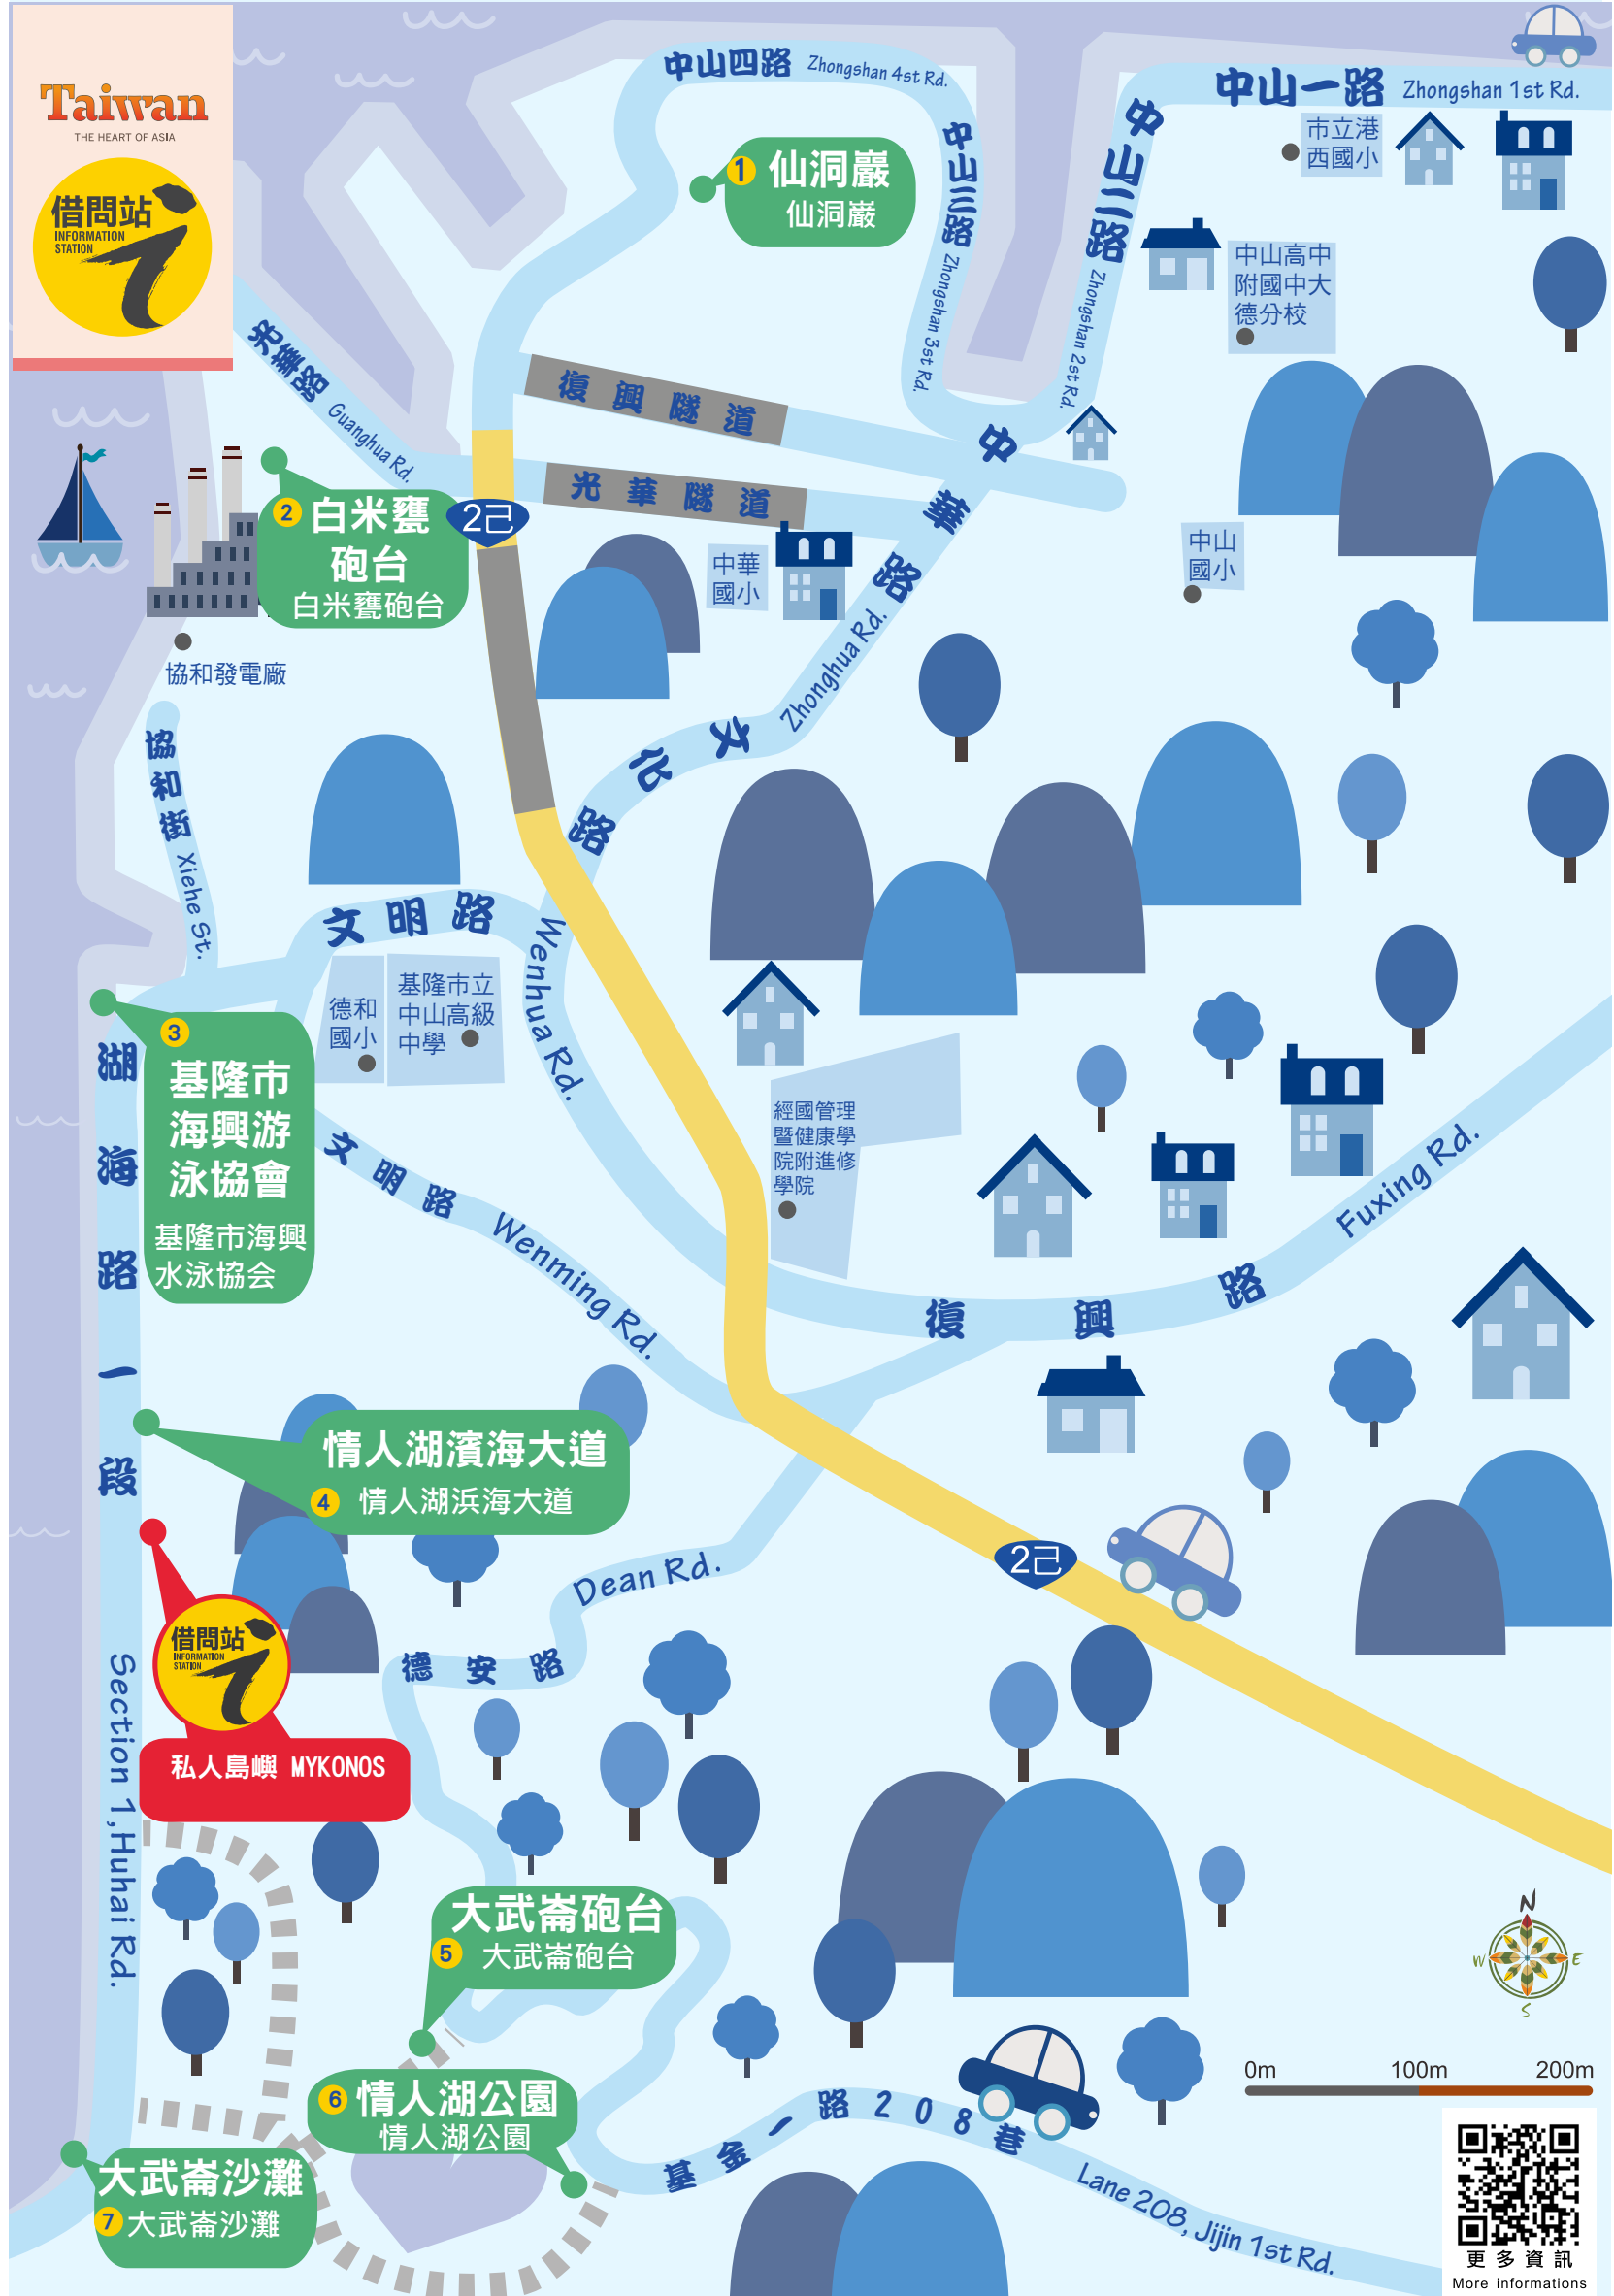 Taiwan
THE HEART OF ASIA
借問站
INFORMATION
STATION
中山四路 Zhongshan 4st Rd.
中山一路 Zhongshan 1st Rd.
中山二路 Zhongshan 2st Rd.
中山三路 Zhongshan 3st Rd.
市立港
西國小
1 仙洞巖
仙洞巌
中山高中
附國中大
德分校
光華路 Guanghua Rd.
復興隧道
光華隧道
2己
2 白米甕
砲台
白米甕砲台
協和發電廠
中華
國小
中山
國小
中華路 Zhonghua Rd.
文化路
Wenhua Rd.
協和街 Xiehe St.
文明路
德和
國小
基隆市立
中山高級
中學
3
基隆市
海興游
泳協會
基隆市海興
水泳協会
湖海路一段
Section 1,Huhai Rd.
文明路 Wenming Rd.
經國管理
暨健康學
院附進修
學院
復興路 Fuxing Rd.
情人湖濱海大道
4 情人湖浜海大道
2己
Dean Rd.
德安路
借問站
INFORMATION
STATION
私人島嶼 MYKONOS
大武崙砲台
5 大武崙砲台
6 情人湖公園
情人湖公園
大武崙沙灘
7 大武崙沙灘
基金一路208巷
Lane 208, Jijin 1st Rd.
N
W E
S
0m 100m 200m
更多資訊
More informations